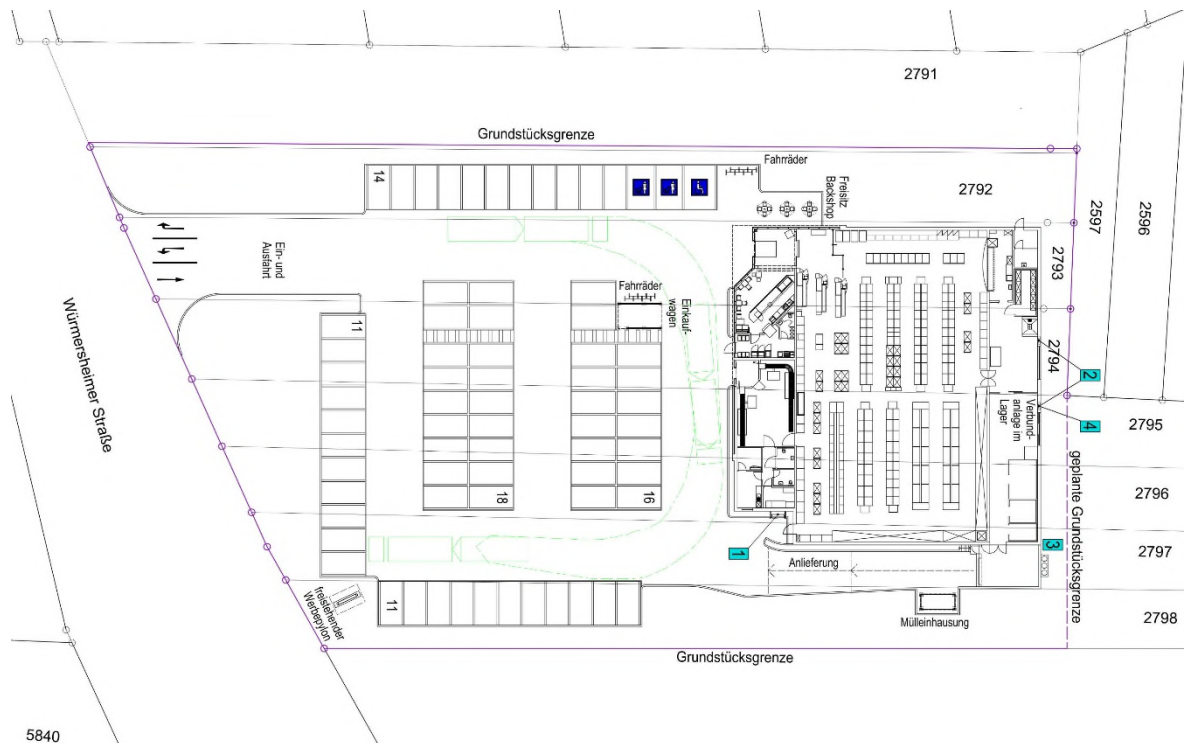 2791
Grundstücksgrenze
14
Fahrräder
Freisitz
Backshop
2792
2597
2596
2793
Ein- und
Ausfahrt
Fahrräder
Einkauf-
wagen
Würmersheimer Straße
11
2794
2
Verbund-
anlage im
Lager
4
2795
geplante Grundstücksgrenze
18
16
2796
1
3
2797
Anlieferung
11
freistehender
Werbepylon
Mülleinhausung
2798
Grundstücksgrenze
5840